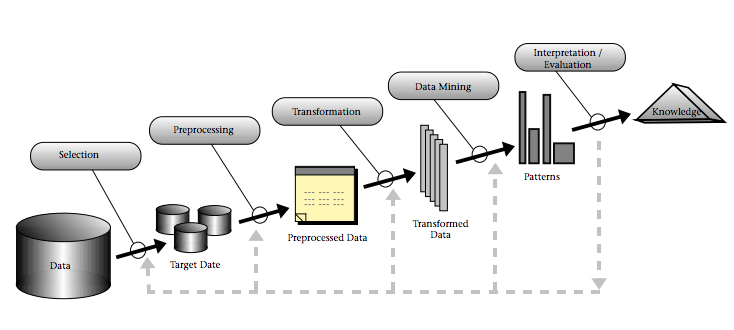 Interpretation /
Evaluation
Data Mining
Transformation
Preprocessing
Selection
Knowledge
Patterns
Transformed
Data
Preprocessed Data
Target Date
Data